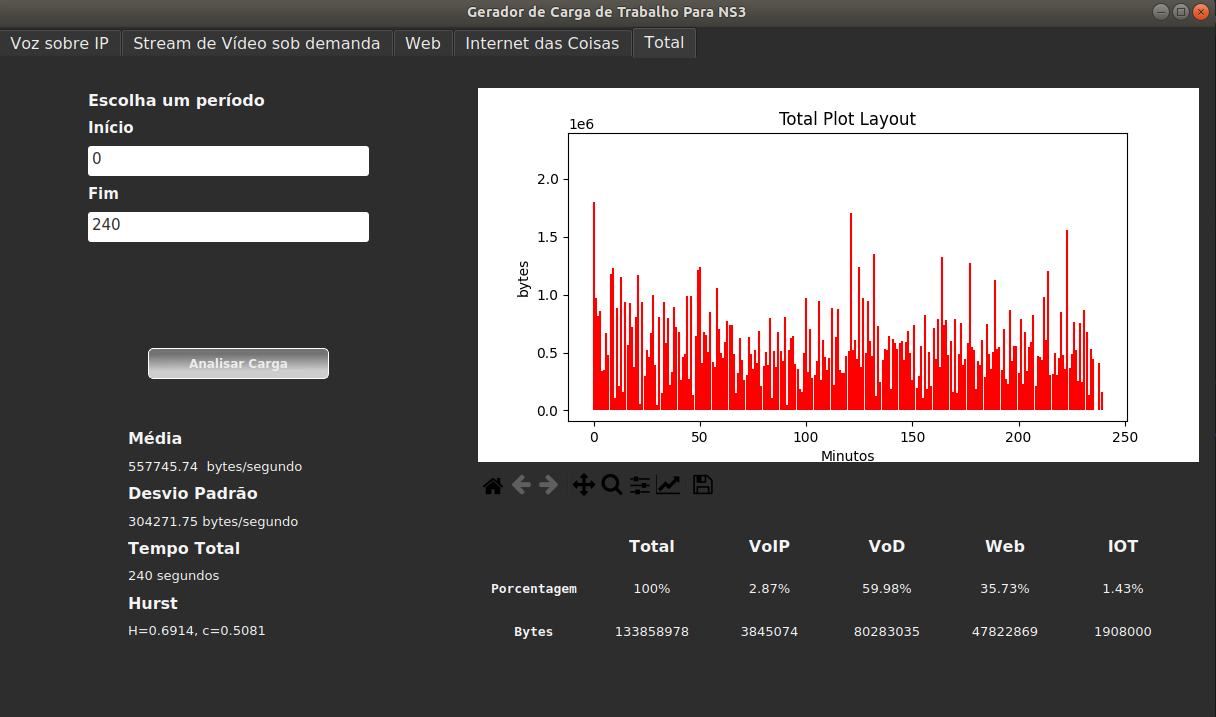 Gerador de Carga de Trabalho Para NS3
Voz sobre IP Stream de Vídeo sob demanda Web Internet das Coisas Total
Escolha um período
Início
0
Fim
240
Analisar Carga
Média
557745.74 bytes/segundo
Desvio Padrão
304271.75 bytes/segundo
Tempo Total
240 segundos
Hurst
H=0.6914, c=0.5081
Total Plot Layout
1e6
2.0
1.5
1.0
0.5
0.0
bytes
0 50 100 150 200 250
Minutos
Total VoIP VoD Web IOT
Porcentagem 100% 2.87% 59.98% 35.73% 1.43%
Bytes 133858978 3845074 80283035 47822869 1908000